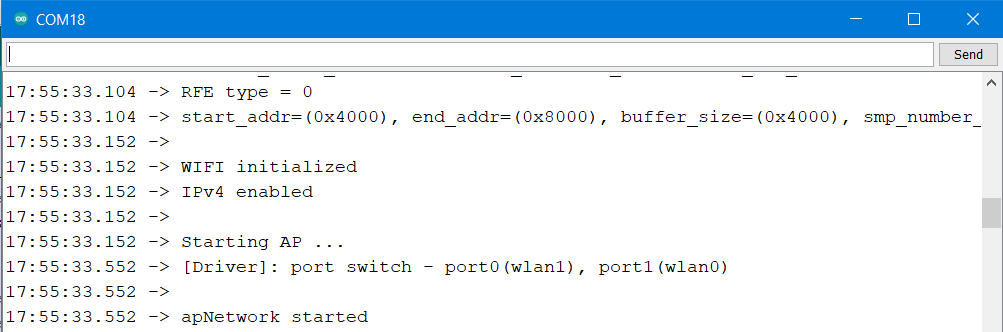 COM18
Send
17:55:33.104 -> RFE type = 0
17:55:33.104 -> start_addr=(0x4000), end_addr=(0x8000), buffer_size=(0x4000), smp_number_
17:55:33.152 ->
17:55:33.152 -> WIFI initialized
17:55:33.152 -> IPv4 enabled
17:55:33.152 ->
17:55:33.152 -> Starting AP ...
17:55:33.552 -> [Driver]: port switch - port0(wlan1), port1(wlan0)
17:55:33.552 ->
17:55:33.552 -> apNetwork started